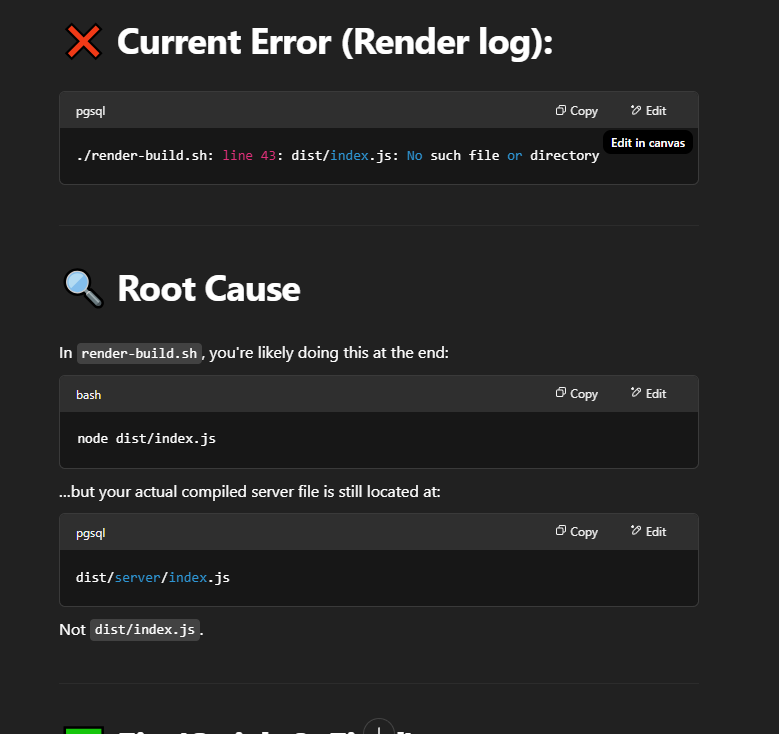 Current Error (Render log):
pgsql
Copy
Edit
./render-build.sh: line 43: dist/index.js: No such file or directory
Edit in canvas
Root Cause
In render-build.sh, you're likely doing this at the end:
bash
Copy
Edit
node dist/index.js
...but your actual compiled server file is still located at:
pgsql
Copy
Edit
dist/server/index.js
Not dist/index.js.